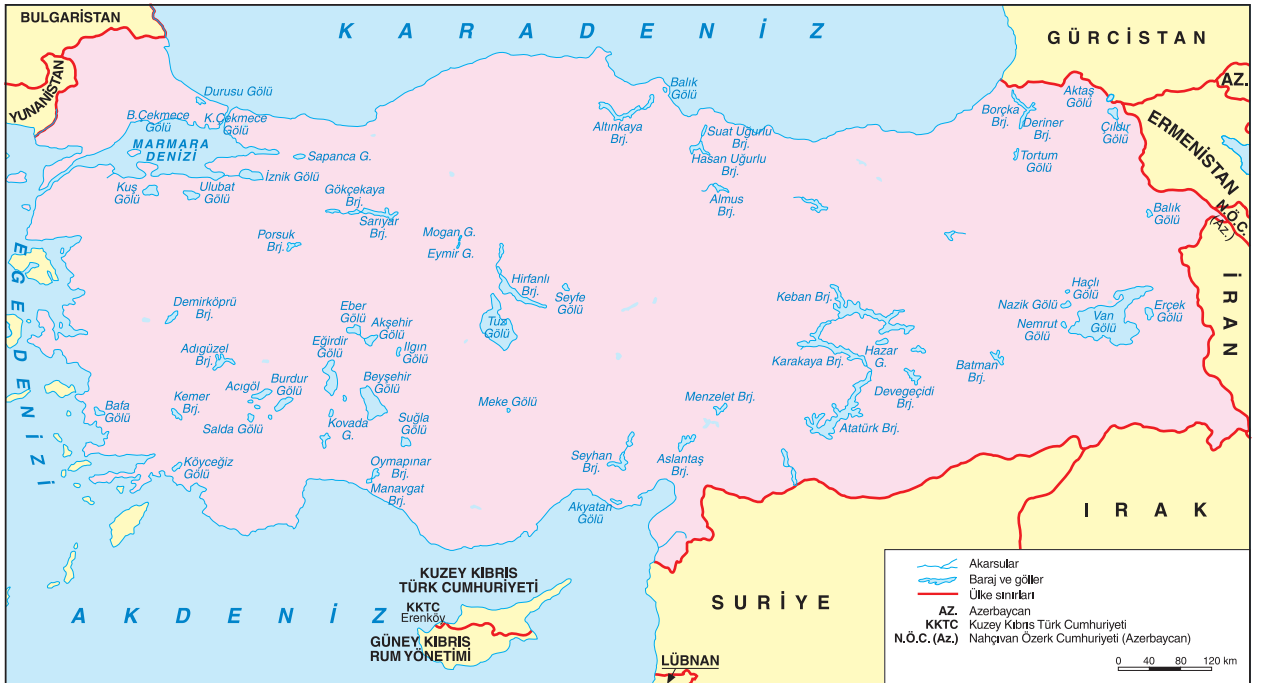 BULGARİSTAN
K A R A D E N İ Z
GÜRCİSTAN
YUNANİSTAN
AZ.
Durusu Gölü
Balık
Gölü
Aktaş
Gölü
B.Çekmece
Gölü
K.Çekmece
Gölü
Altınkaya
Brj.
Borçka
Brj.
Deriner
Brj.
Çıldır
Gölü
ERMENİSTAN
MARMARA
DENİZİ
Suat Uğurlu
Brj.
Sapanca G.
Hasan Uğurlu
Brj.
Tortum
Gölü
İznik Gölü
Kuş
Gölü
Ulubat
Gölü
Gökçekaya
Brj.
Almus
Brj.
Sarıyar
Brj.
Balık
Gölü
N.Ö.C.
(Az.)
Porsuk
Brj.
Mogan G.
Eymir G.
E G E D E N İ Z İ
Hirfanlı
Brj.
Seyfe
Gölü
Keban Brj.
Haçlı
Gölü
Nazik Gölü
Erçek
Gölü
Van
Gölü
Nemrut
Gölü
İ R A N
Demirköprü
Brj.
Eber
Gölü
Akşehir
Gölü
Tuz
Gölü
Eğirdir
Gölü
Ilgın
Gölü
Adıgüzel
Brj.
Karakaya Brj.
Hazar
G.
Batman
Brj.
Acıgöl
Burdur
Gölü
Beyşehir
Gölü
Devegeçidi
Brj.
Bafa
Gölü
Kemer
Brj.
Meke Gölü
Menzelet Brj.
Salda Gölü
Kovada
G.
Suğla
Gölü
Atatürk Brj.
Köyceğiz
Gölü
Oymapınar
Brj.
Seyhan
Brj.
Aslantaş
Brj.
Manavgat
Brj.
Akyatan
Gölü
I R A K
KUZEY KIBRIS
TÜRK CUMHURİYETİ
S U R İ Y E
A K D E N İ Z
KKTC
Erenköy
GÜNEY KIBRIS
RUM YÖNETİMİ
LÜBNAN
Akarsular
Baraj ve göller
Ülke sınırları
AZ. Azerbaycan
KKTC Kuzey Kıbrıs Türk Cumhuriyeti
N.Ö.C. (Az.) Nahçıvan Özerk Cumhuriyeti (Azerbaycan)
0 40 80 120 km